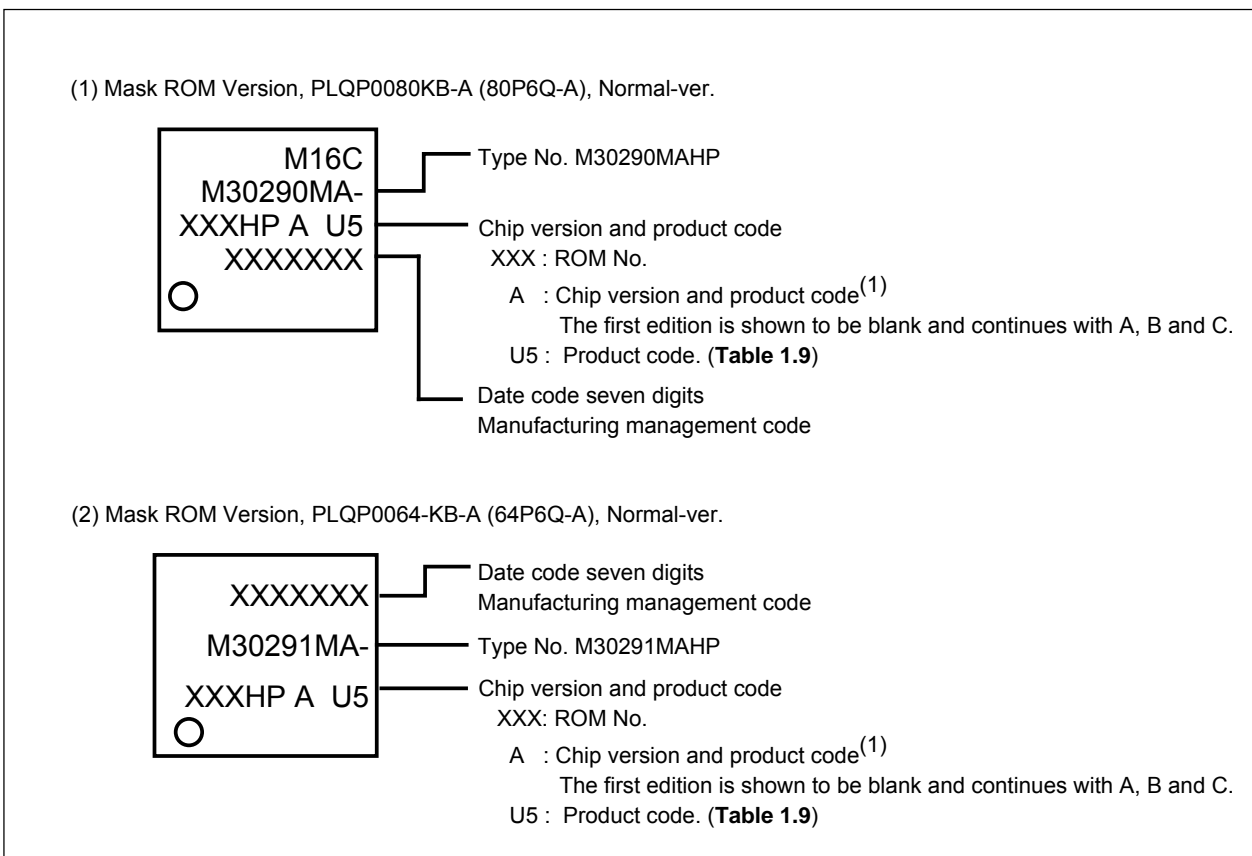 (1) Mask ROM Version, PLQP0080KB-A (80P6Q-A), Normal-ver.
M16C
M30290MA-
XXXHP A U5
XXXXXXX
Type No. M30290MAHP
Chip version and product code
XXX : ROM No.
A : Chip version and product code(1)
The first edition is shown to be blank and continues with A, B and C.
U5 : Product code. (Table 1.9)
Date code seven digits
Manufacturing management code
(2) Mask ROM Version, PLQP0064-KB-A (64P6Q-A), Normal-ver.
XXXXXXX
M30291MA-
XXXHP A U5
Date code seven digits
Manufacturing management code
Type No. M30291MAHP
Chip version and product code
XXX: ROM No.
A : Chip version and product code(1)
The first edition is shown to be blank and continues with A, B and C.
U5 : Product code. (Table 1.9)